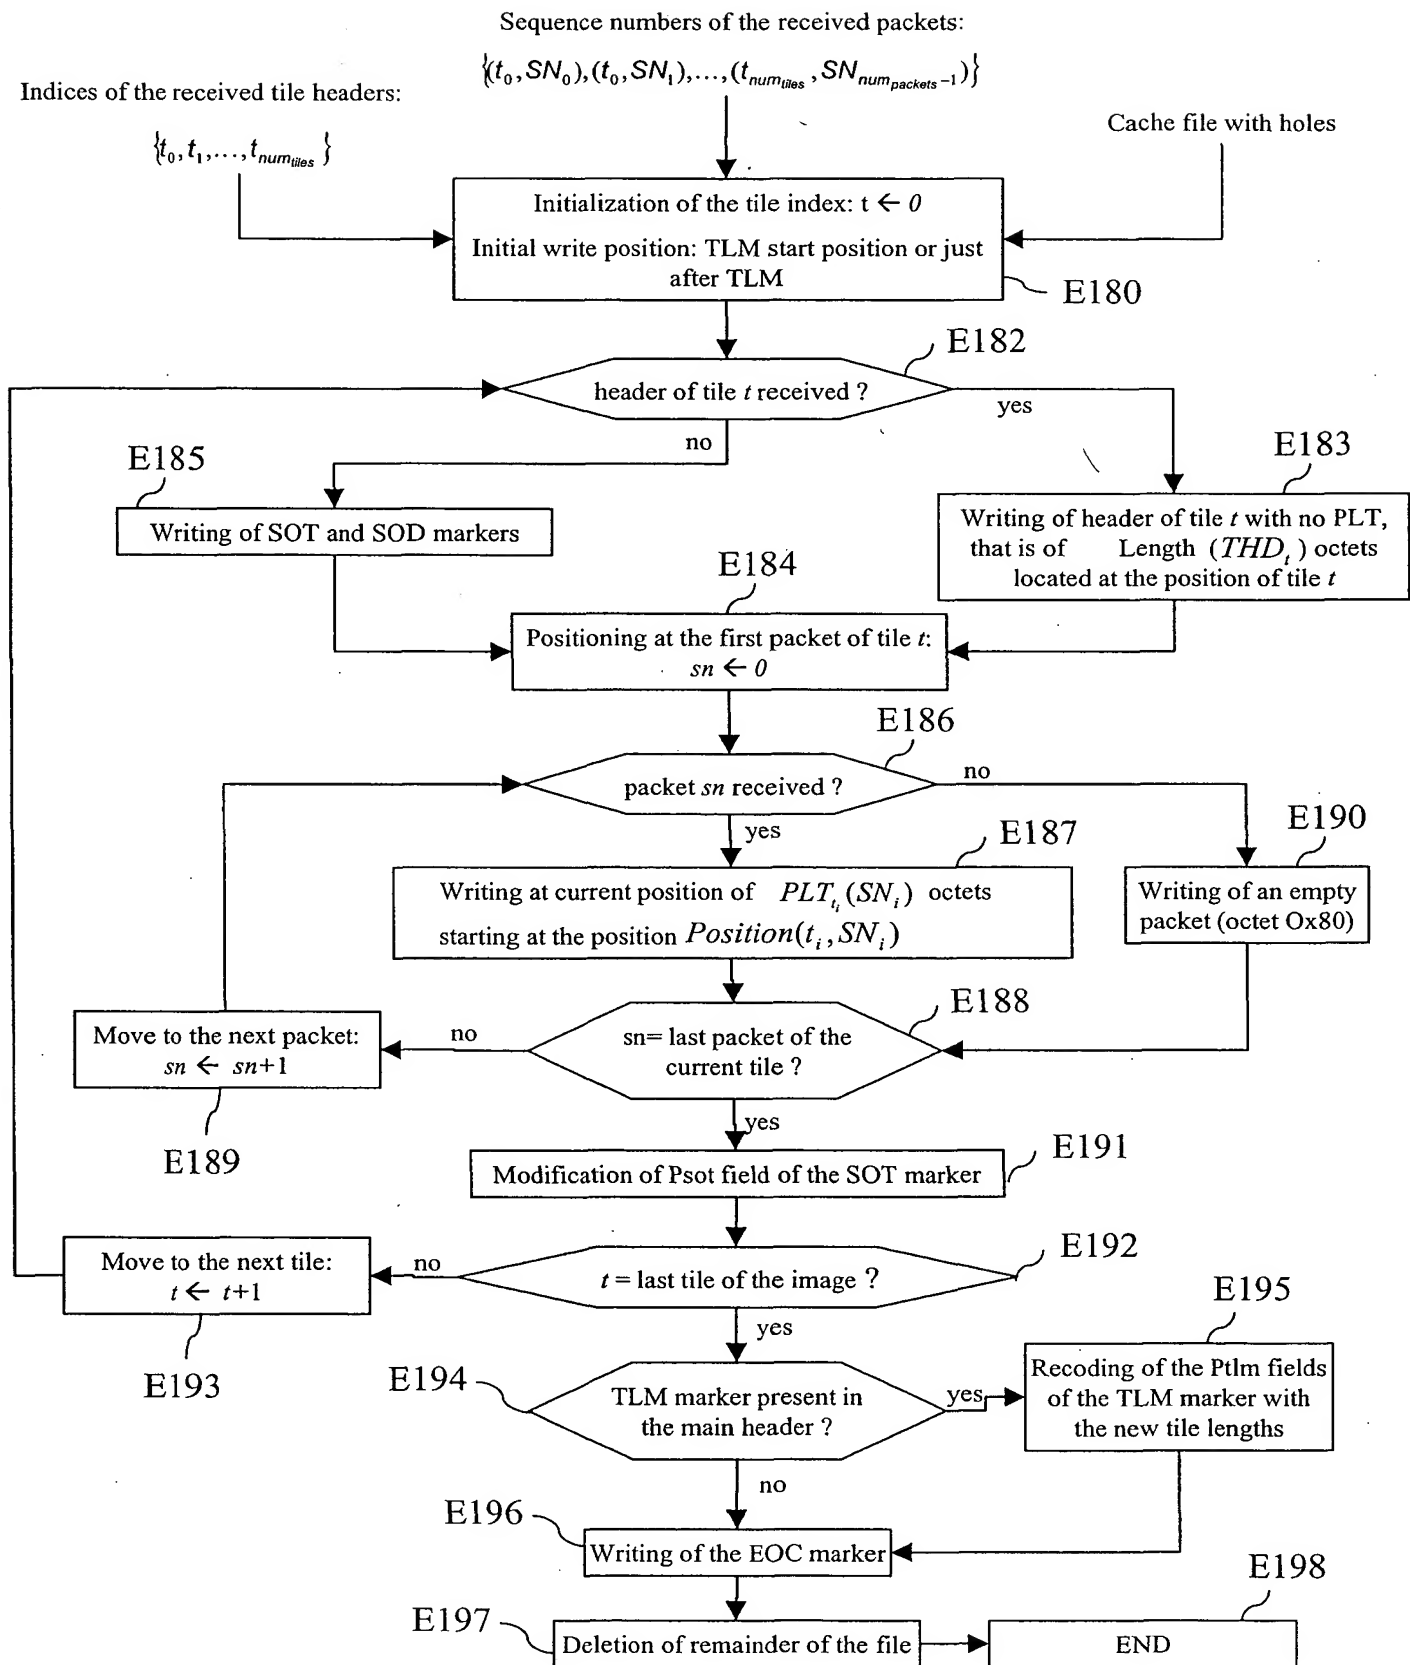 Sequence numbers of the received packets:
{(t0,SN0),(t0,SN1),...,(tnumtiles,SNnumpackets−1)}
Indices of the received tile headers:
{t0,t1,...,tnumtiles}
Cache file with holes
Initialization of the tile index: t ← 0
Initial write position: TLM start position or just
after TLM
E180
E182
header of tile t received ?
yes
no
E185
E183
Writing of SOT and SOD markers
Writing of header of tile t with no PLT,
that is of Length (THDt) octets
located at the position of tile t
E184
Positioning at the first packet of tile t:
sn ← 0
E186
packet sn received ?
no
yes
E187
E190
Writing at current position of PLTti(SNi) octets
starting at the position Position(ti,SNi)
Writing of an empty
packet (octet Ox80)
E188
sn= last packet of the
current tile ?
no
Move to the next packet:
sn ← sn+1
E189
yes
E191
Modification of Psot field of the SOT marker
E192
t = last tile of the image ?
no
Move to the next tile:
t ← t+1
E193
yes
E195
E194
TLM marker present in
the main header ?
yes
Recoding of the Ptlm fields
of the TLM marker with
the new tile lengths
no
E196
Writing of the EOC marker
E198
E197
Deletion of remainder of the file
END